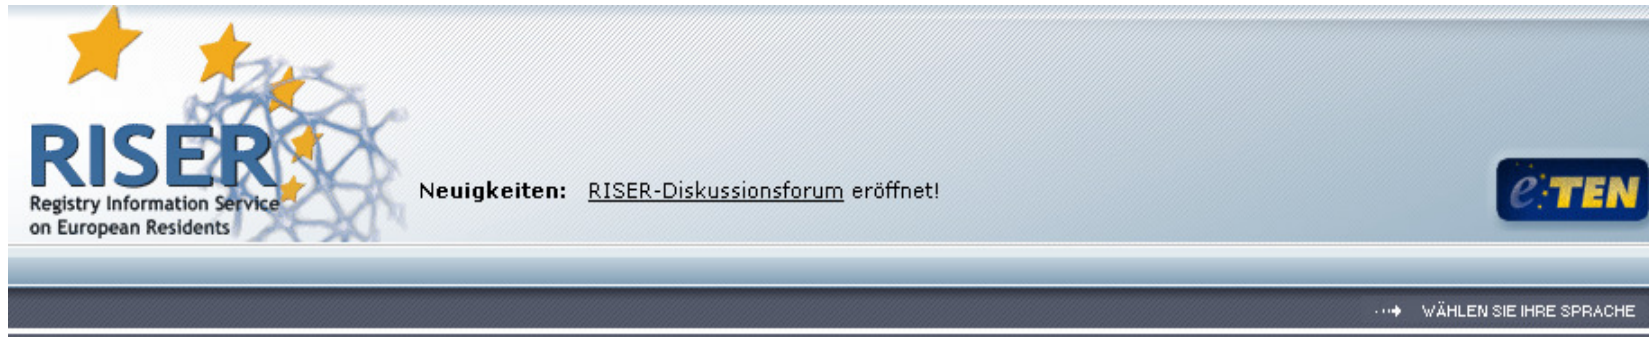 RISER
Registry Information Service
on European Residents
Neuigkeiten: RISER-Diskussionsforum eröffnet!
e:TEN
WÄHLEN SIE IHRE SPRACHE